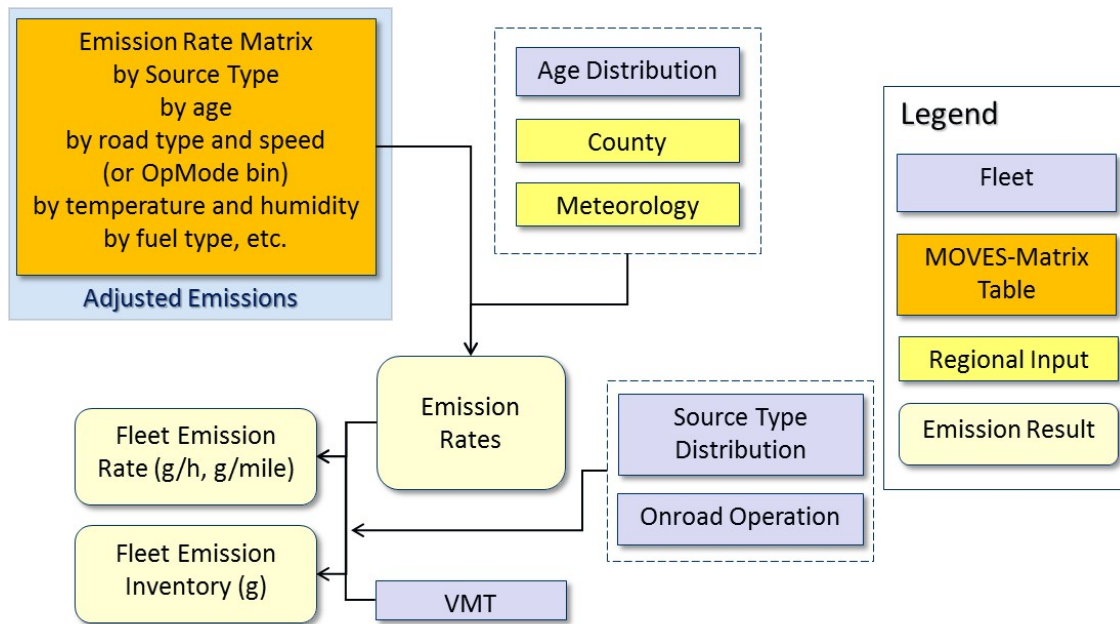 Emission Rate Matrix
by Source Type
by age
by road type and speed
(or OpMode bin)
by temperature and humidity
by fuel type, etc.
Adjusted Emissions
Age Distribution
County
Meteorology
Legend
Fleet
MOVES-Matrix
Table
Regional Input
Emission Result
Emission
Rates
Fleet Emission
Rate (g/h, g/mile)
Source Type
Distribution
Onroad Operation
Fleet Emission
Inventory (g)
VMT